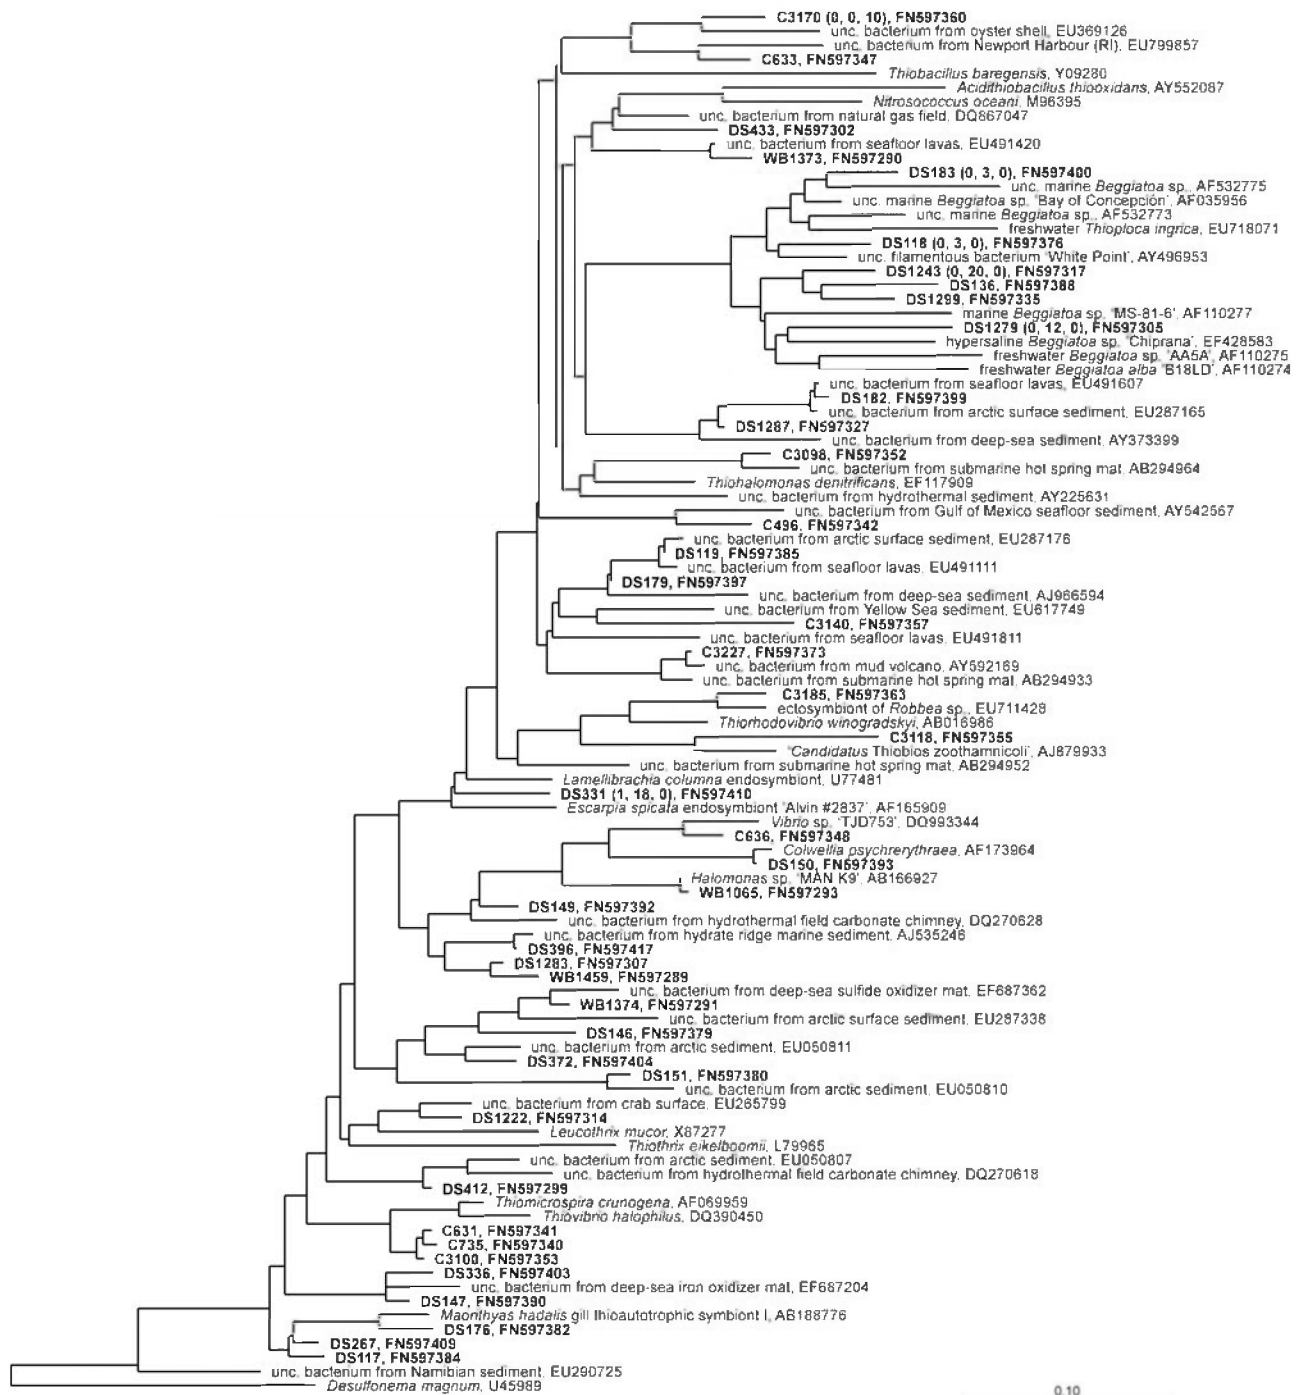 C3170 (0, 0, 10), FN597360
unc. bacterium from oyster shell, EU369126
unc. bacterium from Newport Harbour (RI), EU799857
C633, FN597347
Thiobacillus baregensis, Y09280
Acidithiobacillus thiooxidans, AY552087
Nitrosococcus oceani, M96395
unc. bacterium from natural gas field, DQ867047
DS433, FN597302
unc. bacterium from seafloor lavas, EU491420
WB1373, FN597290
DS183 (0, 3, 0), FN597400
unc. marine Beggiatoa sp., AF532775
unc. marine Beggiatoa sp. 'Bay of Concepción', AF035956
unc. marine Beggiatoa sp., AF532773
freshwater Thioploca ingrica, EU718071
DS118 (0, 3, 0), FN597376
unc. filamentous bacterium 'White Point', AY496953
DS1243 (0, 20, 0), FN597317
DS136, FN597388
DS1299, FN597335
marine Beggiatoa sp. 'MS-81-6', AF110277
DS1279 (0, 12, 0), FN597305
hypersaline Beggiatoa sp. 'Chiprana', EF428583
freshwater Beggiatoa sp. 'AA5A', AF110275
freshwater Beggiatoa alba 'B18LD', AF110274
unc. bacterium from seafloor lavas, EU491607
DS182, FN597399
unc. bacterium from arctic surface sediment, EU287165
DS1287, FN597327
unc. bacterium from deep-sea sediment, AY373399
C3098, FN597352
unc. bacterium from submarine hot spring mat, AB294964
Thiohalomonas denitrificans, EF117909
unc. bacterium from hydrothermal sediment, AY225631
unc. bacterium from Gulf of Mexico seafloor sediment, AY542567
C496, FN597342
unc. bacterium from arctic surface sediment, EU287176
DS119, FN597385
unc. bacterium from seafloor lavas, EU491111
DS179, FN597397
unc. bacterium from deep-sea sediment, AJ966594
unc. bacterium from Yellow Sea sediment, EU617749
C3140, FN597357
unc. bacterium from seafloor lavas, EU491811
C3227, FN597373
unc. bacterium from mud volcano, AY592169
unc. bacterium from submarine hot spring mat, AB294933
C3185, FN597363
ectosymbiont of Robbea sp., EU711428
Thiorhodovibrio winogradskyi, AB016986
C3118, FN597355
'Candidatus Thiobios zoothamnicoli', AJ879933
unc. bacterium from submarine hot spring mat, AB294952
Lamellibrachia columna endosymbiont, U77481
DS331 (1, 18, 0), FN597410
Escarpia spicata endosymbiont 'Alvin #2837', AF165909
Vibrio sp. 'TJD753', DQ993344
C636, FN597348
Colwellia psychrerythraea, AF173964
DS150, FN597393
Halomonas sp. 'MAN K9', AB166927
WB1065, FN597293
DS149, FN597392
unc. bacterium from hydrothermal field carbonate chimney, DQ270628
unc. bacterium from hydrate ridge marine sediment, AJ535246
DS396, FN597417
DS1283, FN597307
WB1459, FN597289
unc. bacterium from deep-sea sulfide oxidizer mat, EF687362
WB1374, FN597291
unc. bacterium from arctic surface sediment, EU287338
DS146, FN597379
unc. bacterium from arctic sediment, EU050811
DS372, FN597404
DS151, FN597380
unc. bacterium from arctic sediment, EU050810
unc. bacterium from crab surface, EU265799
DS1222, FN597314
Leucothrix mucor, X87277
Thiothrix eikelboomii, L79965
unc. bacterium from arctic sediment, EU050807
unc. bacterium from hydrothermal field carbonate chimney, DQ270618
DS412, FN597299
Thiomicrospira crunogena, AF069959
Thiovibrio halophilus, DQ390450
C631, FN597341
C735, FN597340
C3100, FN597353
DS336, FN597403
unc. bacterium from deep-sea iron oxidizer mat, EF687204
DS147, FN597390
Maorithyas hadalis gill thioautotrophic symbiont I, AB188776
DS176, FN597382
DS267, FN597409
DS117, FN597384
unc. bacterium from Namibian sediment, EU290725
Desulfonema magnum, U45989
0.10